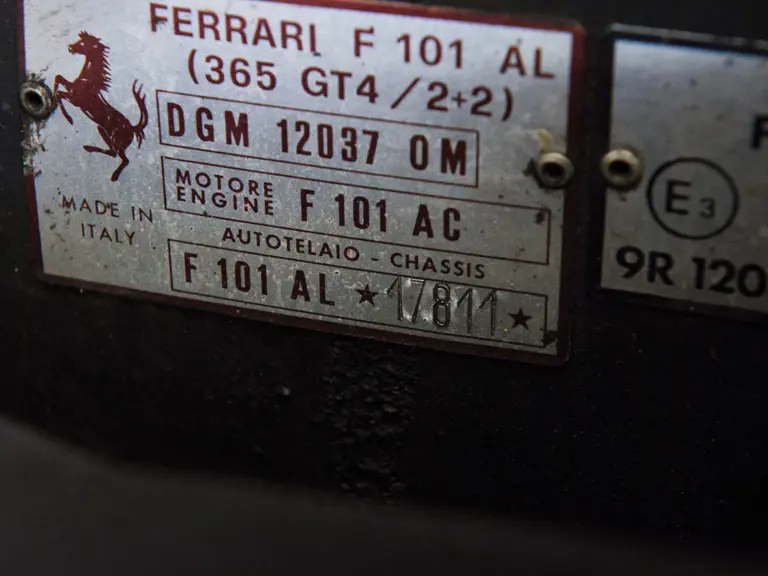 FERRARI F 101 AL
(365 GT4/2+2)
DGM 12037 OM
MOTORE
ENGINE F 101 AC
MADE IN
ITALY
AUTOTELAIO - CHASSIS
F 101 AL ★17811★
F
E3
9R 120